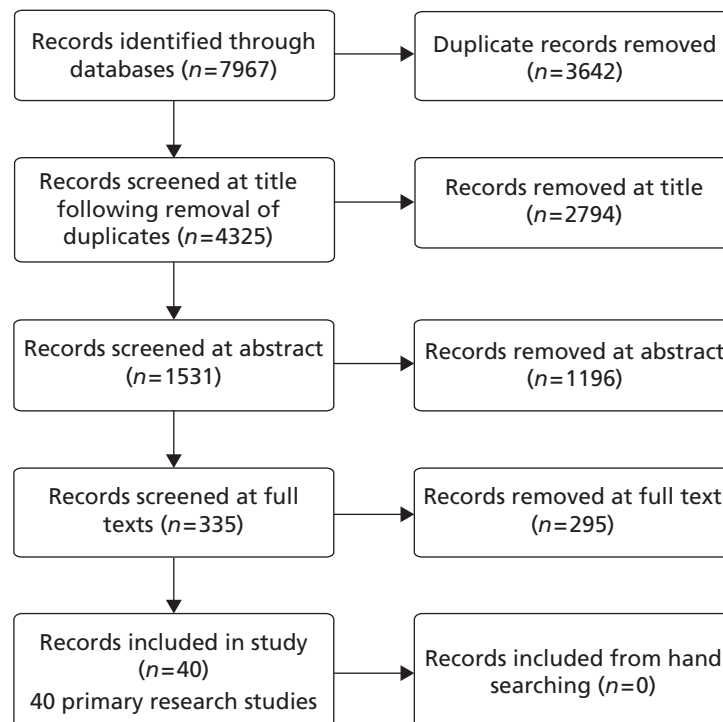 Records identified through
databases (n=7967)
Duplicate records removed
(n=3642)
Records screened at title
following removal of
duplicates (n=4325)
Records removed at title
(n=2794)
Records screened at abstract
(n=1531)
Records removed at abstract
(n=1196)
Records screened at full
texts (n=335)
Records removed at full text
(n=295)
Records included in study
(n=40)
40 primary research studies
Records included from hand
searching (n=0)